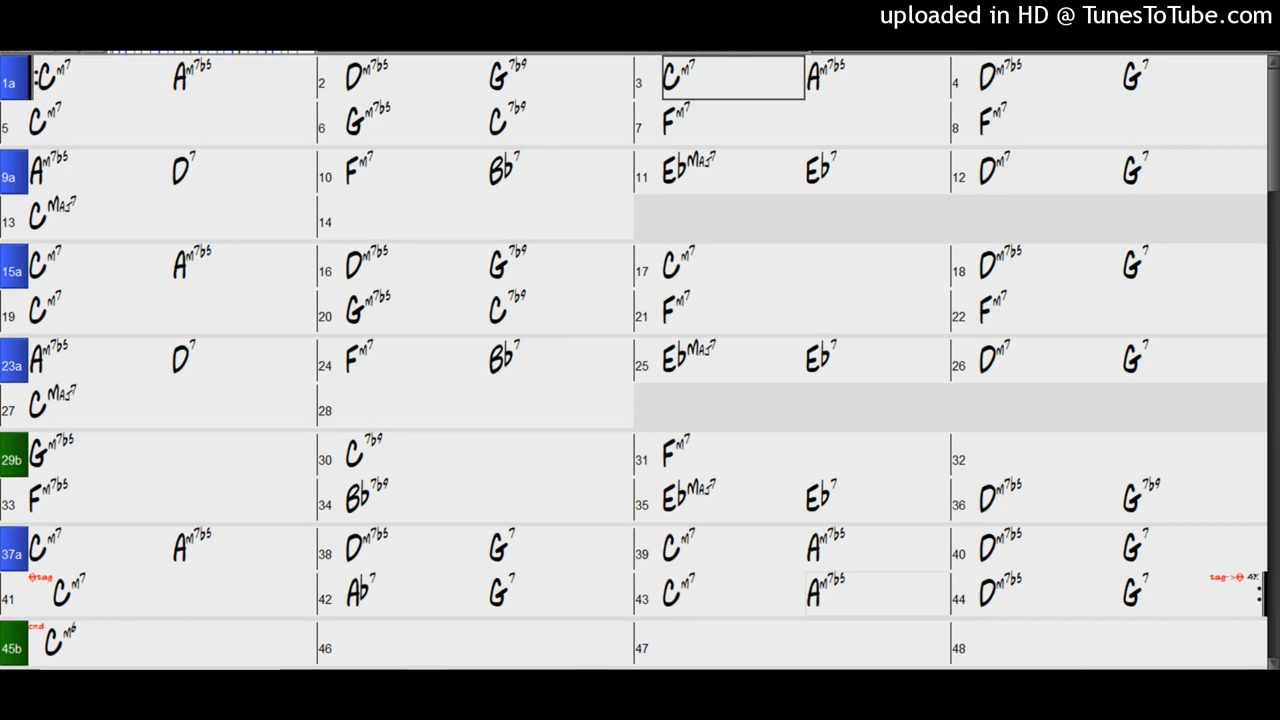 uploaded in HD @ TunesToTube.com
1a :Cm7 Am7b5 2 Dm7b5 G7b9 3 Cm7 Am7b5 4 Dm7b5 G7
5 Cm7 6 Gm7b5 C7b9 7 Fm7 8 Fm7
9a Am7b5 D7 10 Fm7 Bb7 11 EbMaj7 Eb7 12 Dm7 G7
13 CMaj7 14
15a Cm7 Am7b5 16 Dm7b5 G7b9 17 Cm7 18 Dm7b5 G7
19 Cm7 20 Gm7b5 C7b9 21 Fm7 22 Fm7
23a Am7b5 D7 24 Fm7 Bb7 25 EbMaj7 Eb7 26 Dm7 G7
27 CMaj7 28
29b Gm7b5 30 C7b9 31 Fm7 32
33 Fm7b5 34 Bb7b9 35 EbMaj7 Eb7 36 Dm7b5 G7b9
37a Cm7 Am7b5 38 Dm7b5 G7 39 Cm7 Am7b5 40 Dm7b5 G7
41 tag Cm7 42 Ab7 G7 43 Cm7 Am7b5 44 Dm7b5 G7 tag-> 4x :
45b end Cm6 46 47 48